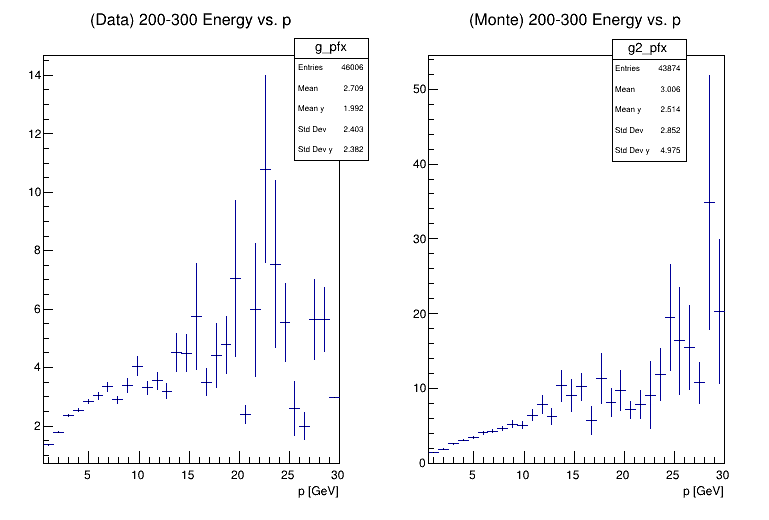 (Data) 200-300 Energy vs. p
g_pfx
Entries 46006
Mean 2.709
Mean y 1.992
Std Dev 2.403
Std Dev y 2.382
14
12
10
8
6
4
2
5 10 15 20 25 30
p [GeV]
(Monte) 200-300 Energy vs. p
g2_pfx
Entries 43874
Mean 3.006
Mean y 2.514
Std Dev 2.852
Std Dev y 4.975
50
40
30
20
10
0
5 10 15 20 25 30
p [GeV]